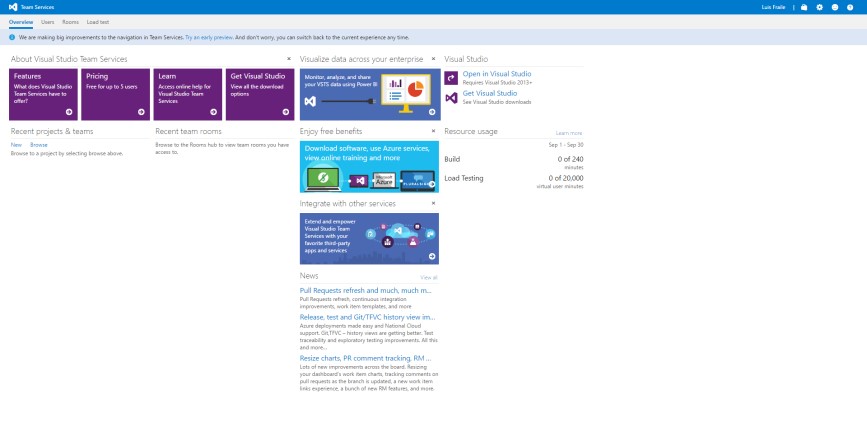 Team Services
Luis Fraile
Overview Users Rooms Load test
We are making big improvements to the navigation in Team Services. Try an early preview. And don't worry, you can switch back to the current experience any time.
About Visual Studio Team Services
Features
What does Visual Studio
Team Services have to
offer?
Pricing
Free for up to 5 users
Learn
Access online help for
Visual Studio Team
Services
Get Visual Studio
View all the download
options
Recent projects & teams
New Browse
Browse to a project by selecting browse above.
Recent team rooms
Browse to the Rooms hub to view team rooms you have
access to.
Visualize data across your enterprise
Monitor, analyze, and share
your VSTS data using Power BI
Enjoy free benefits
Download software, use Azure services,
view online training and more
Microsoft
Azure
PLURALSIGHT
Integrate with other services
Extend and empower
Visual Studio Team
Services with your
favorite third-party
apps and services
News
View all
Pull Requests refresh and much, much m...
Pull Requests refresh, continuous integration
improvements, work item templates, and more
Release, test and Git/TFVC history view im...
Azure deployments made easy and National Cloud
support. Git,TFVC – history views are getting better. Test
traceability and exploratory testing improvements. All this
and more...
Resize charts, PR comment tracking, RM ...
Lots of new improvements across the board. Resizing
your dashboard's work item charts, tracking comments on
pull requests as the branch is updated, a new work item
links experience, a bunch of new RM features, and more.
Visual Studio
Open in Visual Studio
Requires Visual Studio 2013+
Get Visual Studio
See Visual Studio downloads
Resource usage
Learn more
Sep 1 - Sep 30
Build
0 of 240
minutes
Load Testing
0 of 20,000
virtual user minutes